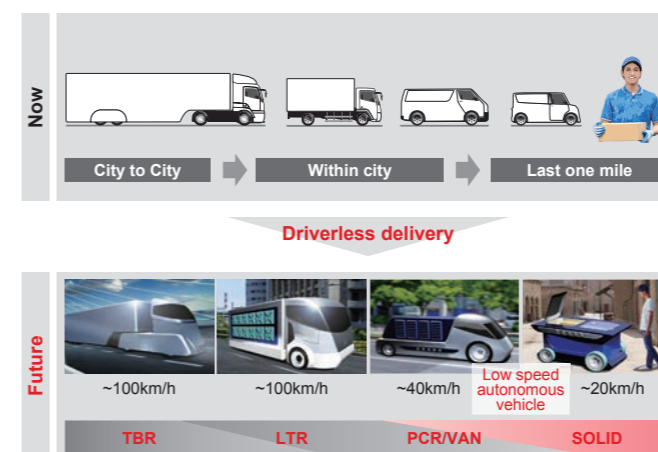 Now
City to City
Within city
Last one mile
Driverless delivery
Future
~100km/h
~100km/h
~40km/h
Low speed
autonomous
vehicle
~20km/h
TBR
LTR
PCR/VAN
SOLID